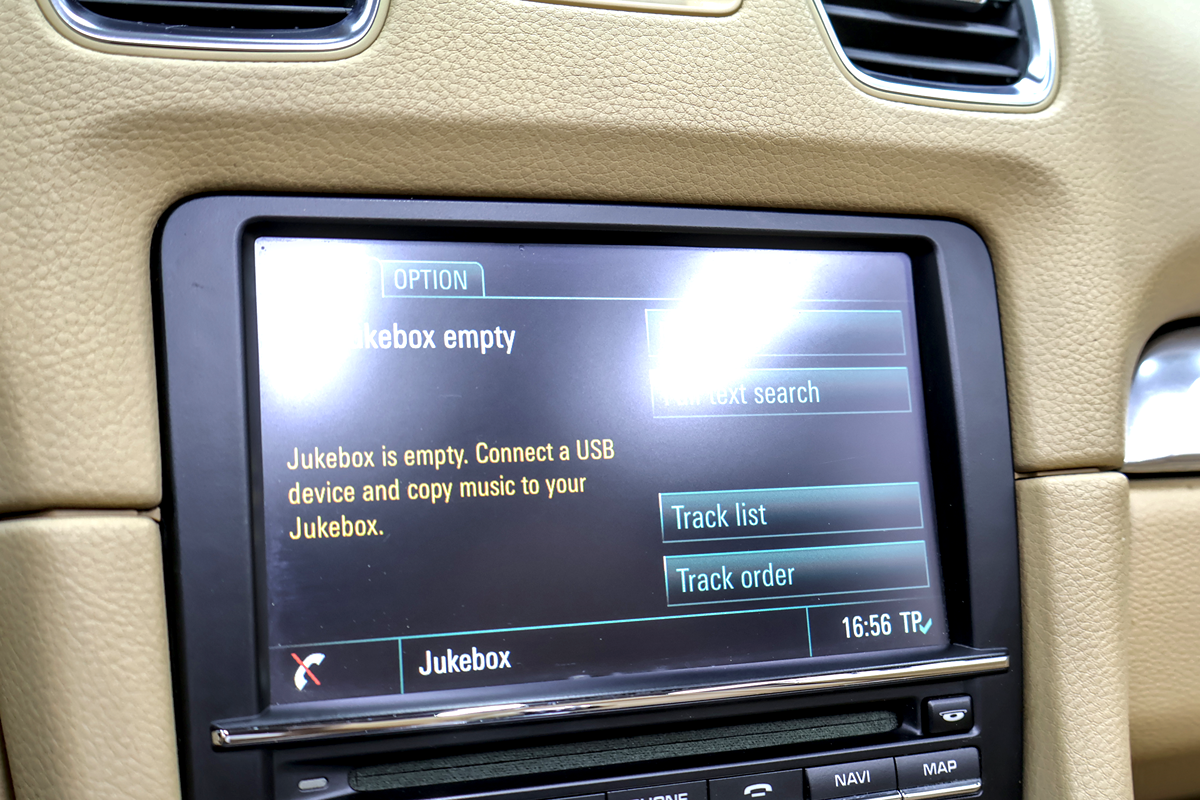 OPTION
empty
text search
Jukebox is empty. Connect a USB
device and copy music to your
Jukebox.
Track list
Track order
Jukebox
16:56 TP
NAVI
MAP
PHONE